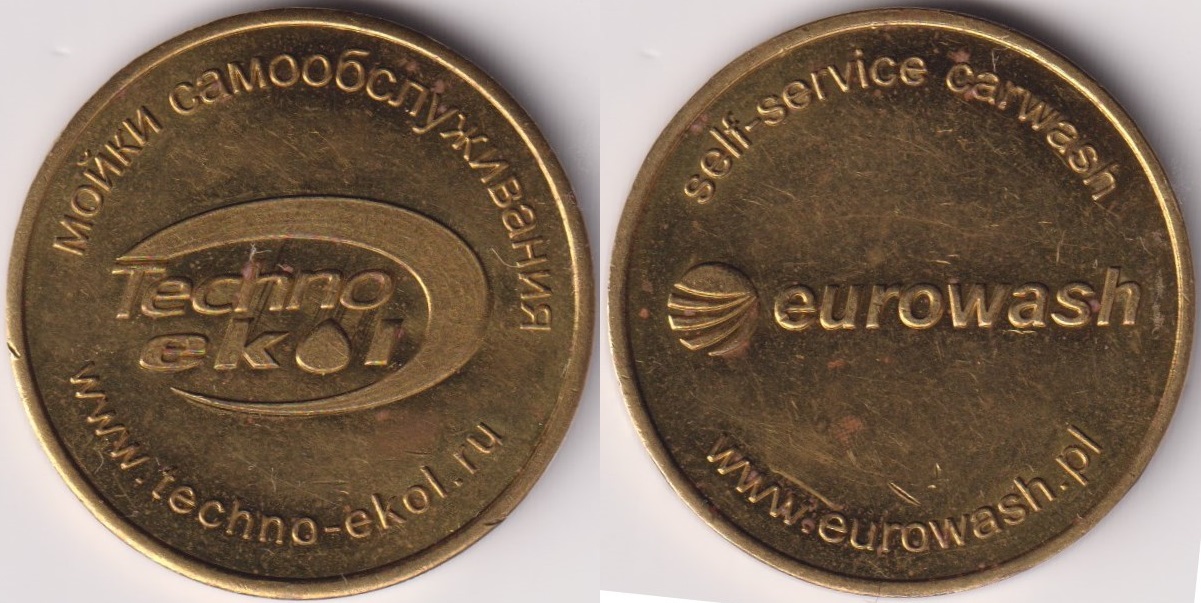 мойки самообслуживания
Techno
ekol
www.techno-ekol.ru
self-service carwash
eurowash
www.eurowash.pl